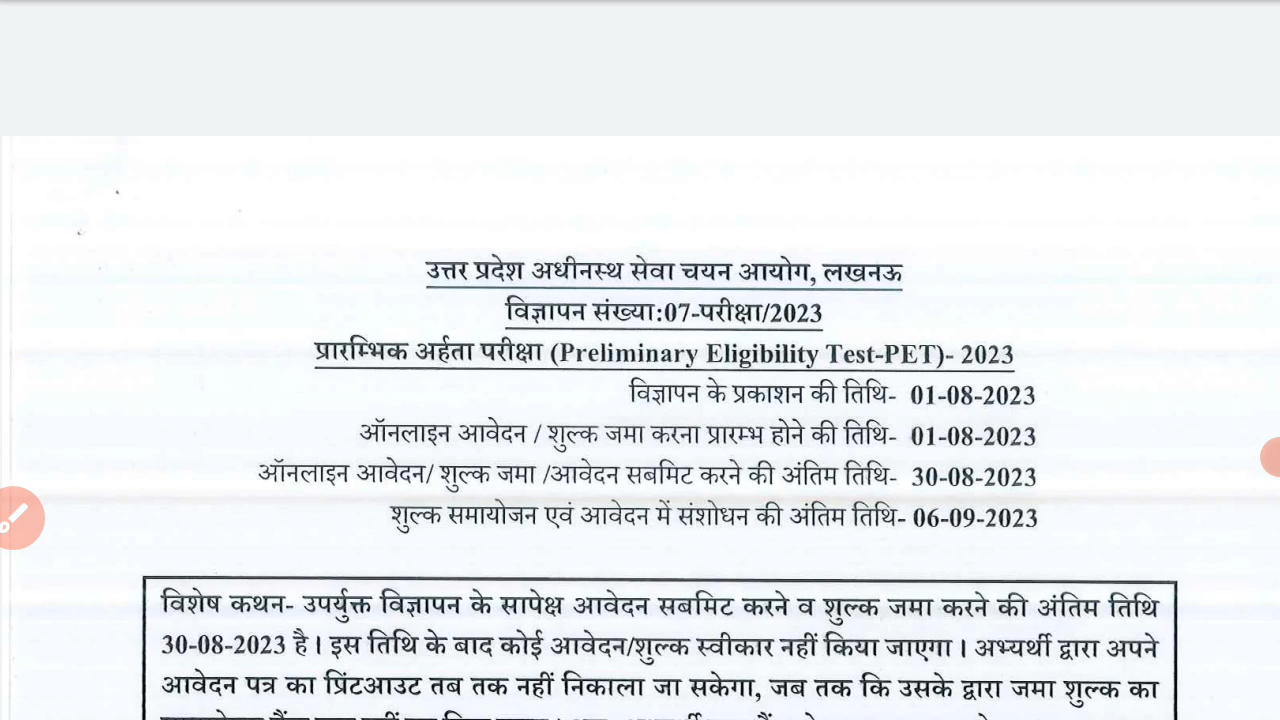 उत्तर प्रदेश अधीनस्थ सेवा चयन आयोग, लखनऊ
विज्ञापन संख्या:07-परीक्षा/2023
प्रारम्भिक अर्हता परीक्षा (Preliminary Eligibility Test-PET)- 2023
विज्ञापन के प्रकाशन की तिथि- 01-08-2023
ऑनलाइन आवेदन / शुल्क जमा करना प्रारम्भ होने की तिथि- 01-08-2023
ऑनलाइन आवेदन/ शुल्क जमा /आवेदन सबमिट करने की अंतिम तिथि- 30-08-2023
शुल्क समायोजन एवं आवेदन में संशोधन की अंतिम तिथि- 06-09-2023
विशेष कथन- उपर्युक्त विज्ञापन के सापेक्ष आवेदन सबमिट करने व शुल्क जमा करने की अंतिम तिथि
30-08-2023 है। इस तिथि के बाद कोई आवेदन/शुल्क स्वीकार नहीं किया जाएगा। अभ्यर्थी द्वारा अपने
आवेदन पत्र का प्रिंटआउट तब तक नहीं निकाला जा सकेगा, जब तक कि उसके द्वारा जमा शुल्क का